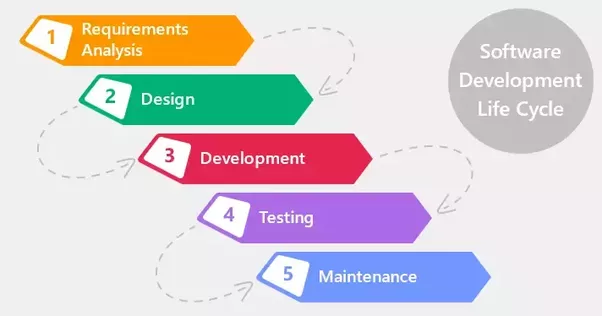 1
Requirements
Analysis
2
Design
3
Development
4
Testing
5
Maintenance
Software
Development
Life Cycle